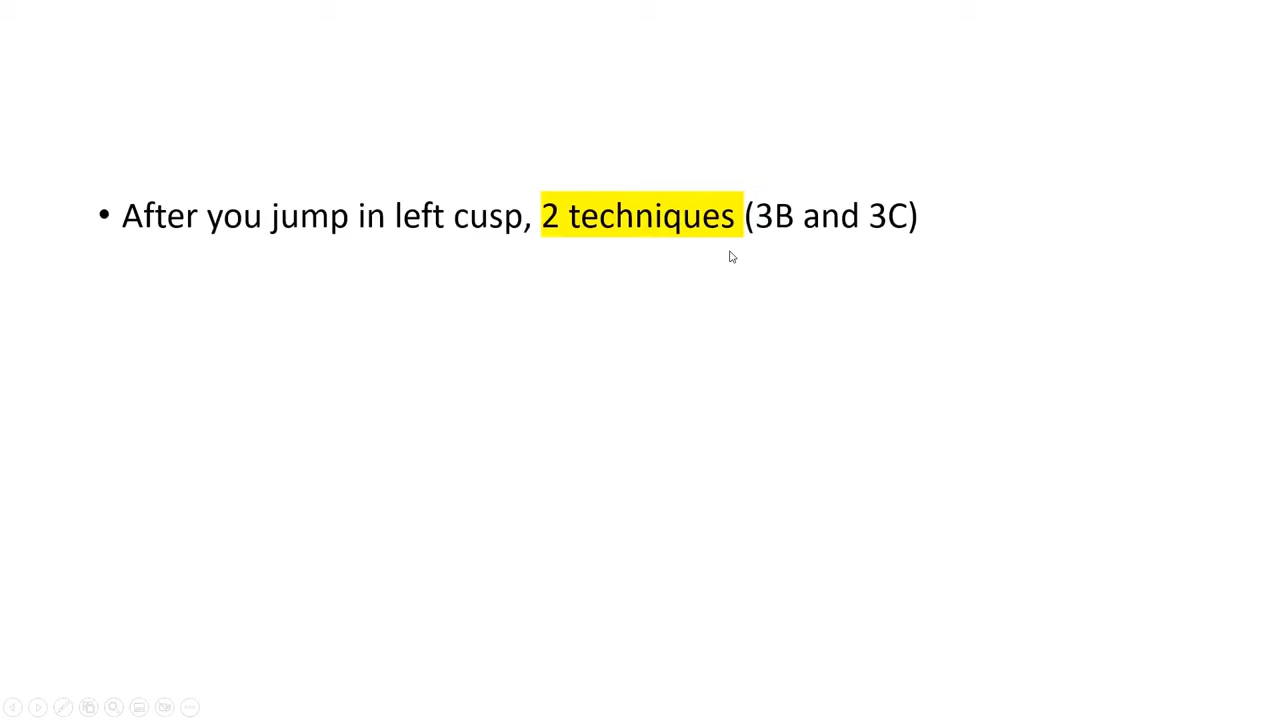 • After you jump in left cusp, 2 techniques (3B and 3C)